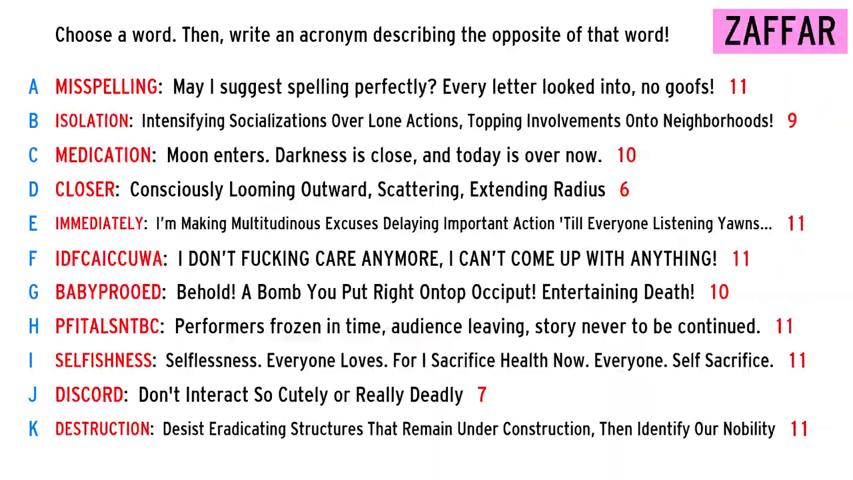 Choose a word. Then, write an acronym describing the opposite of that word!
ZAFFAR
A MISSPELLING: May I suggest spelling perfectly? Every letter looked into, no goofs! 11
B ISOLATION: Intensifying Socializations Over Lone Actions, Topping Involvements Onto Neighborhoods! 9
C MEDICATION: Moon enters. Darkness is close, and today is over now. 10
D CLOSER: Consciously Looming Outward, Scattering, Extending Radius 6
E IMMEDIATELY: I'm Making Multitudinous Excuses Delaying Important Action 'Till Everyone Listening Yawns... 11
F IDFCAICCUWA: I DON'T FUCKING CARE ANYMORE, I CAN'T COME UP WITH ANYTHING! 11
G BABYPROOED: Behold! A Bomb You Put Right Ontop Occiput! Entertaining Death! 10
H PFITALSNTBC: Performers frozen in time, audience leaving, story never to be continued. 11
I SELFISHNESS: Selflessness. Everyone Loves. For I Sacrifice Health Now. Everyone. Self Sacrifice. 11
J DISCORD: Don't Interact So Cutely or Really Deadly 7
K DESTRUCTION: Desist Eradicating Structures That Remain Under Construction, Then Identify Our Nobility 11